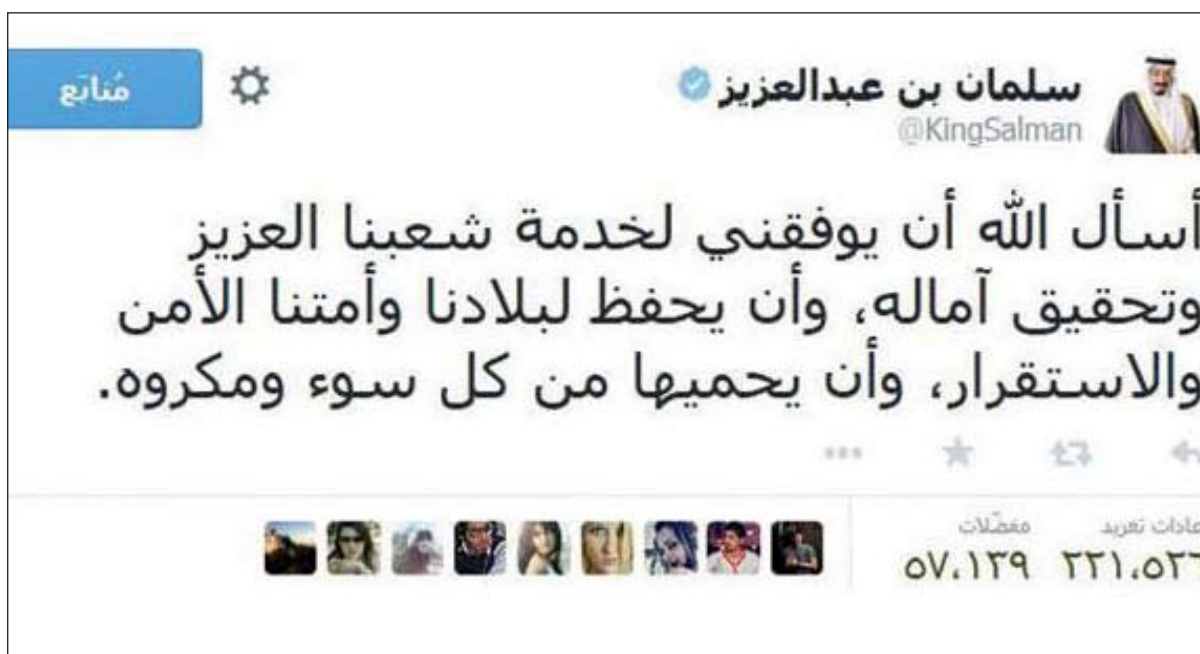 سلمان بن عبدالعزيز
@KingSalman
مُتابَع
أسأل الله أن يوفقني لخدمة شعبنا العزيز
وتحقيق آماله، وأن يحفظ لبلادنا وأمتنا الأمن
والاستقرار، وأن يحميها من كل سوء ومكروه.
تغريد مفضّلات
٥٧،١٣٩